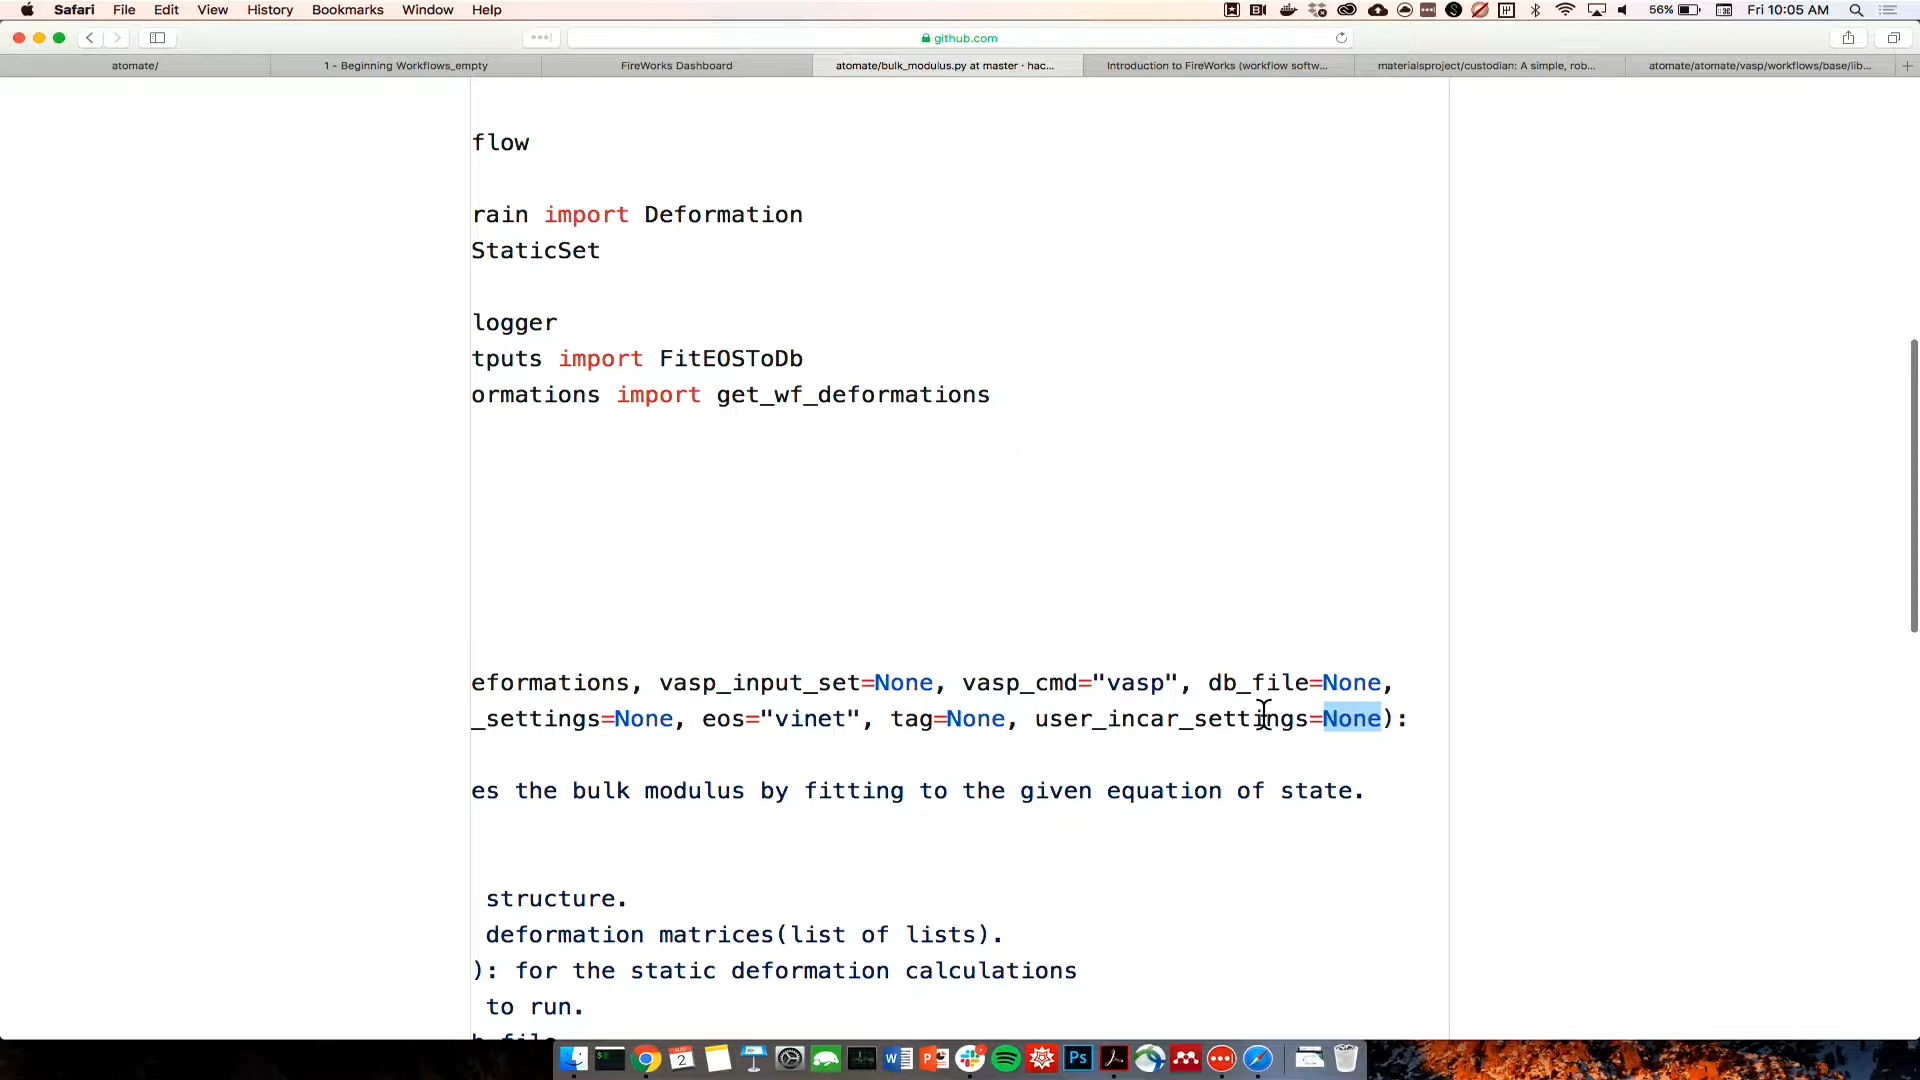 Safari File Edit View History Bookmarks Window Help 56% Fri 10:05 AM
github.com
atomate/ 1 - Beginning Workflows_empty FireWorks Dashboard atomate/bulk_modulus.py at master · hac... Introduction to FireWorks (workflow softw... materialsproject/custodian: A simple, rob... atomate/atomate/vasp/workflows/base/lib...
flow
rain import Deformation
StaticSet
logger
tputs import FitEOSToDb
ormations import get_wf_deformations
eformations, vasp_input_set=None, vasp_cmd="vasp", db_file=None,
_settings=None, eos="vinet", tag=None, user_incar_settings=None):
es the bulk modulus by fitting to the given equation of state.
structure.
deformation matrices(list of lists).
): for the static deformation calculations
to run.